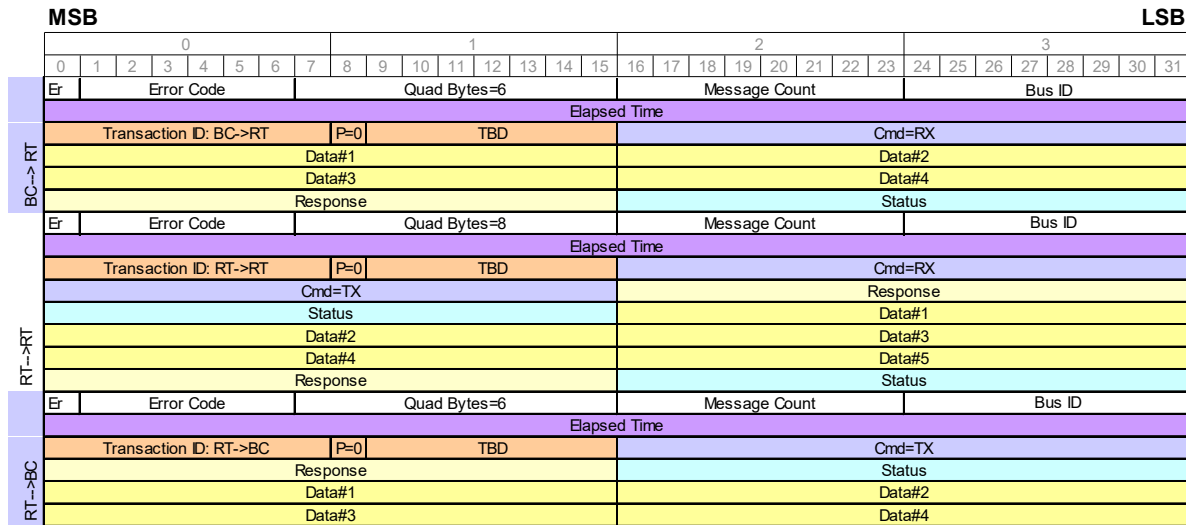 MSB LSB
0 1 2 3
0 1 2 3 4 5 6 7 8 9 10 11 12 13 14 15 16 17 18 19 20 21 22 23 24 25 26 27 28 29 30 31
Er Error Code Quad Bytes=6 Message Count Bus ID
Elapsed Time
BC--> RT
Transaction ID: BC->RT P=0 TBD Cmd=RX
Data#1 Data#2
Data#3 Data#4
Response Status
Er Error Code Quad Bytes=8 Message Count Bus ID
Elapsed Time
RT-->RT
Transaction ID: RT->RT P=0 TBD Cmd=RX
Cmd=TX Response
Status Data#1
Data#2 Data#3
Data#4 Data#5
Response Status
Er Error Code Quad Bytes=6 Message Count Bus ID
Elapsed Time
RT-->BC
Transaction ID: RT->BC P=0 TBD Cmd=TX
Response Status
Data#1 Data#2
Data#3 Data#4